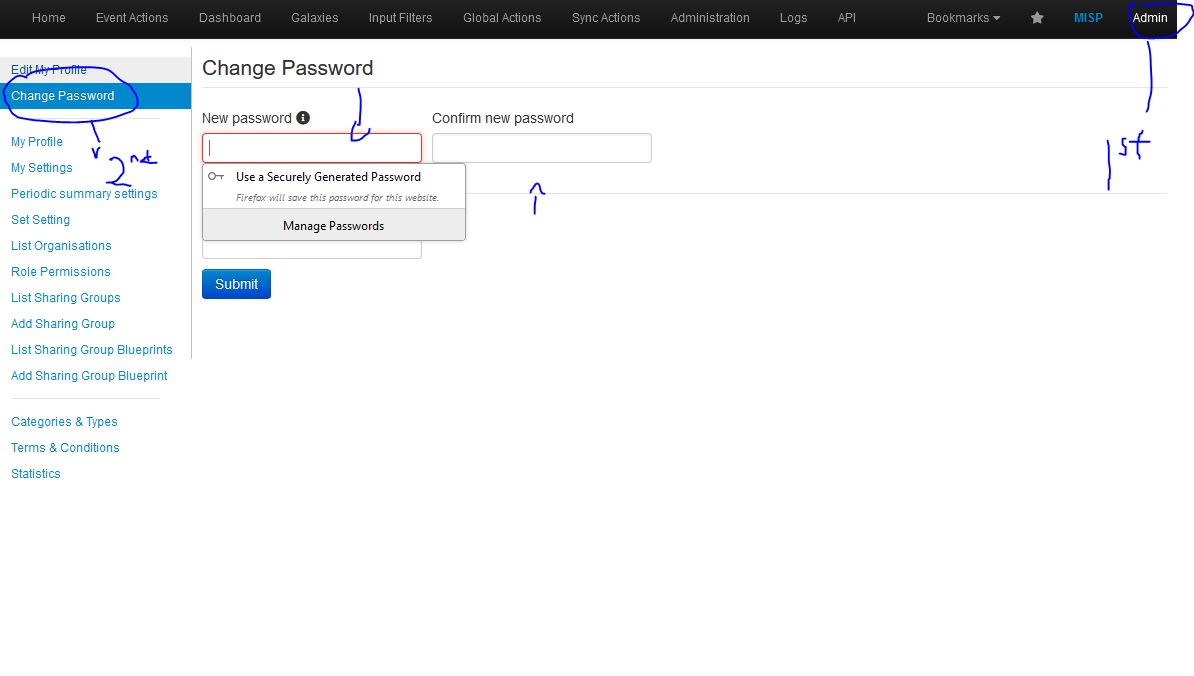 Home Event Actions Dashboard Galaxies Input Filters Global Actions Sync Actions Administration Logs API Bookmarks MISP Admin
Edit My Profile
Change Password
My Profile
My Settings
Periodic summary settings
Set Setting
List Organisations
Role Permissions
List Sharing Groups
Add Sharing Group
List Sharing Group Blueprints
Add Sharing Group Blueprint
Categories & Types
Terms & Conditions
Statistics
2nd
Change Password
New password Confirm new password
Use a Securely Generated Password
Firefox will save this password for this website.
Manage Passwords
Submit
1st